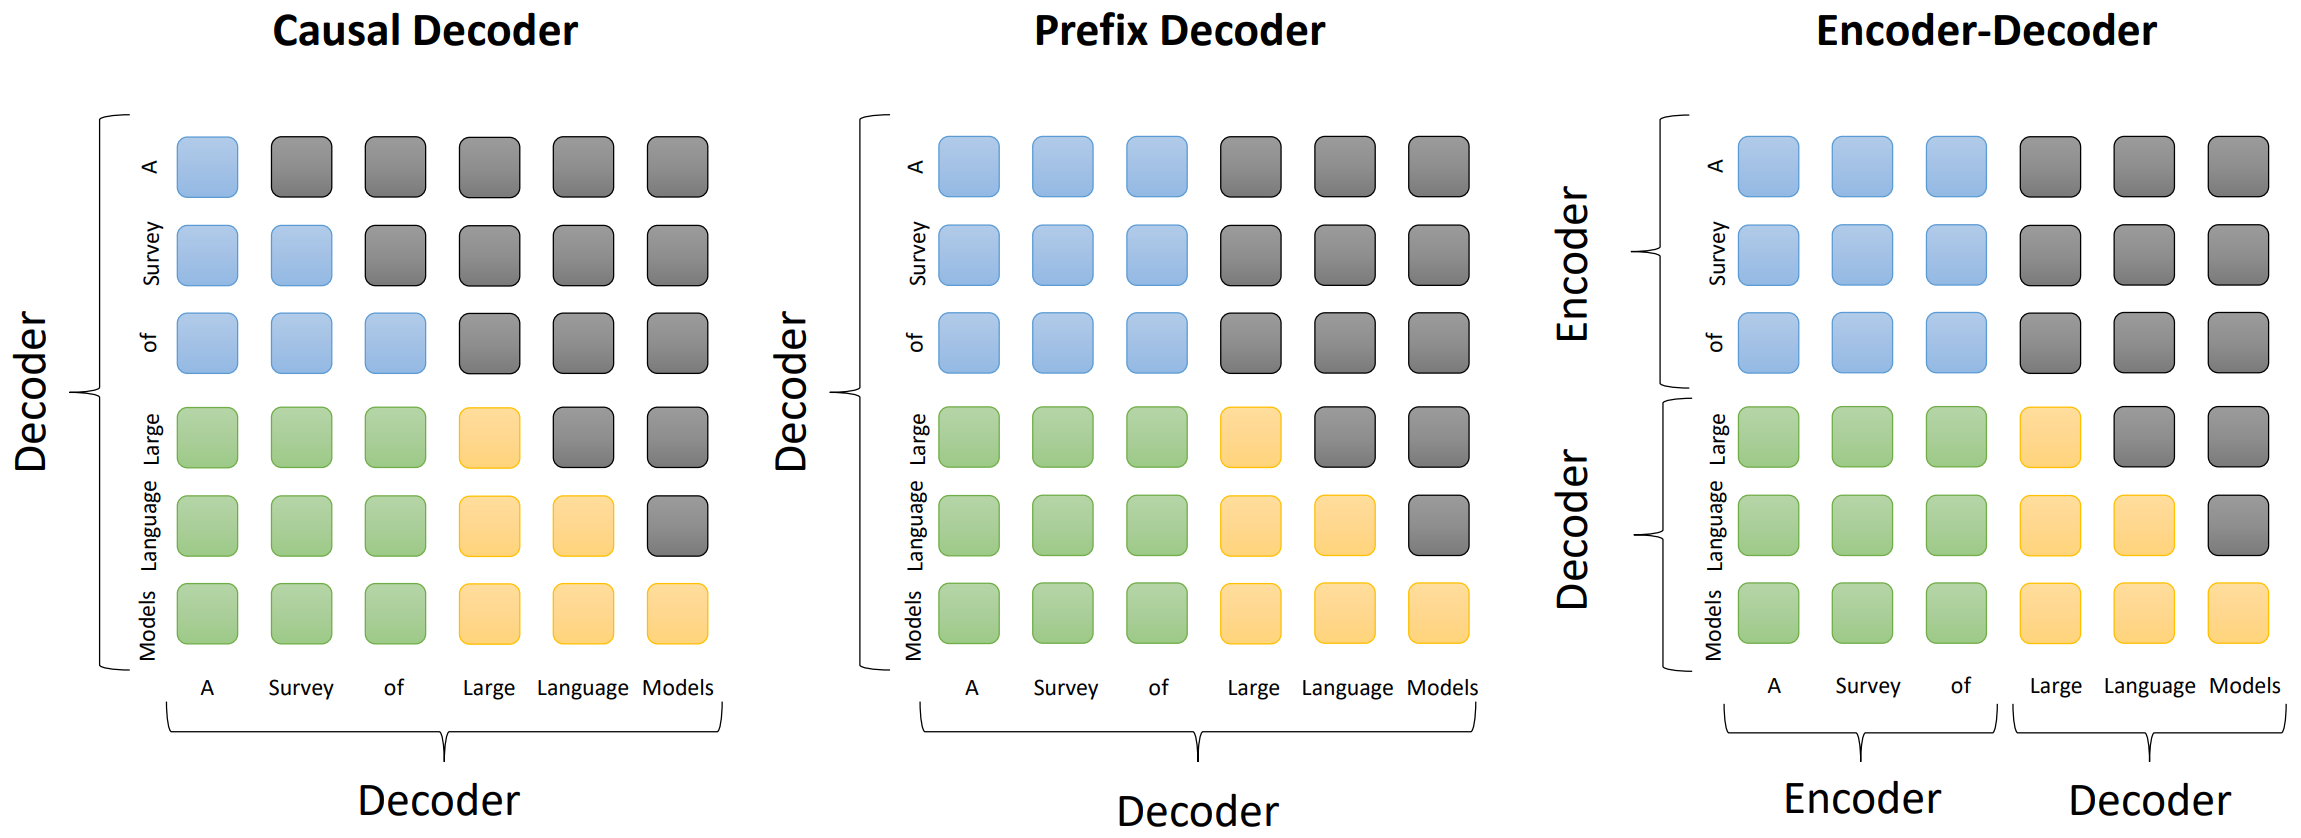 Causal Decoder
Decoder
A
Survey
of
Large
Language
Models
A Survey of Large Language Models
Decoder
Prefix Decoder
Decoder
A
Survey
of
Large
Language
Models
A Survey of Large Language Models
Decoder
Encoder-Decoder
Encoder
Decoder
A
Survey
of
Large
Language
Models
A Survey of Large Language Models
Encoder Decoder